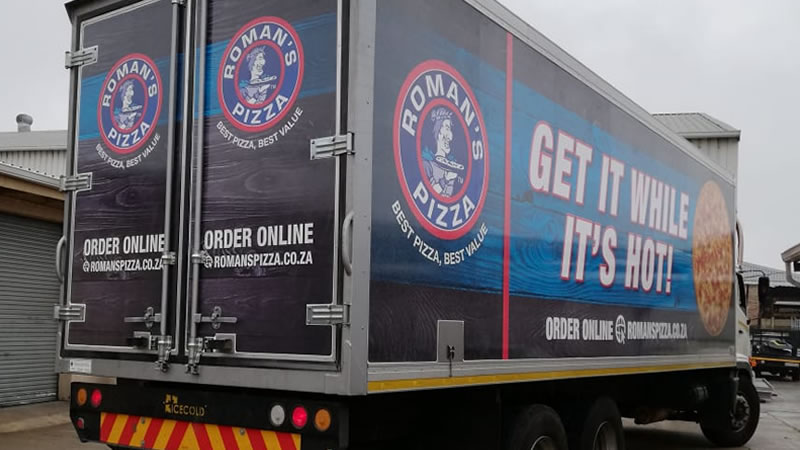 ROMAN'S
PIZZA
BEST PIZZA, BEST VALUE
ORDER ONLINE
ROMANSPIZZA.CO.ZA
ROMAN'S
PIZZA
™
BEST PIZZA, BEST VALUE
ORDER ONLINE
ROMANSPIZZA.CO.ZA
ICECOLD
ROMAN'S
PIZZA
™
BEST PIZZA, BEST VALUE
GET IT WHILE
IT'S HOT!
ORDER ONLINE ROMANSPIZZA.CO.ZA